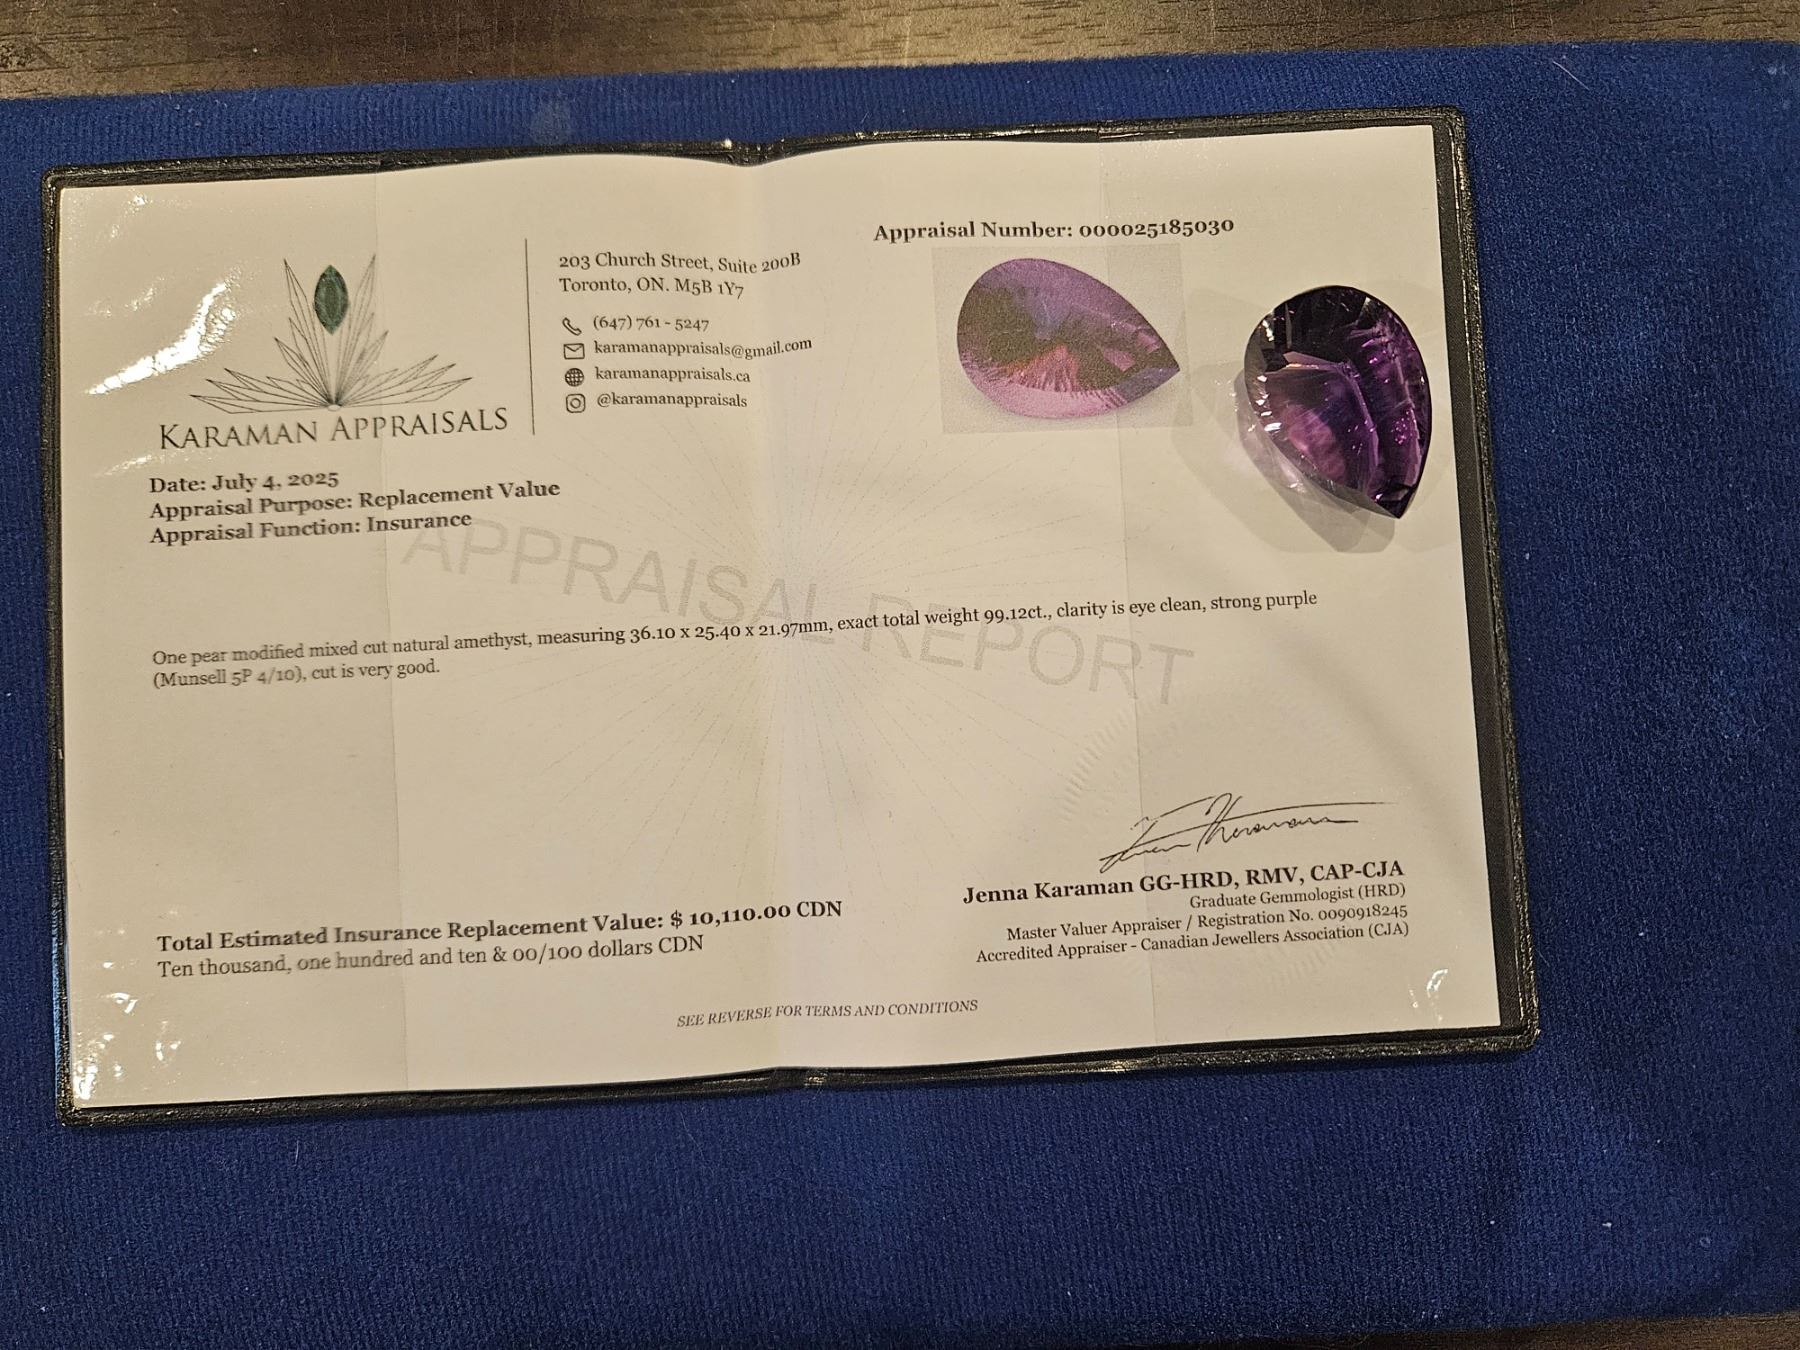 Appraisal Number: 000025185030
203 Church Street, Suite 200B
Toronto, ON. M5B 1Y7
(647) 761 - 5247
karamanappraisals@gmail.com
karamanappraisals.ca
@karamanappraisals
KARAMAN APPRAISALS
Date: July 4, 2025
Appraisal Purpose: Replacement Value
Appraisal Function: Insurance
APPRAISAL REPORT
One pear modified mixed cut natural amethyst, measuring 36.10 x 25.40 x 21.97mm, exact total weight 99.12ct., clarity is eye clean, strong purple
(Munsell 5P 4/10), cut is very good.
Jenna Karaman GG-HRD, RMV, CAP-CJA
Graduate Gemmologist (HRD)
Master Valuer Appraiser / Registration No. 0090918245
Accredited Appraiser - Canadian Jewellers Association (CJA)
Total Estimated Insurance Replacement Value: $ 10,110.00 CDN
Ten thousand, one hundred and ten & 00/100 dollars CDN
SEE REVERSE FOR TERMS AND CONDITIONS